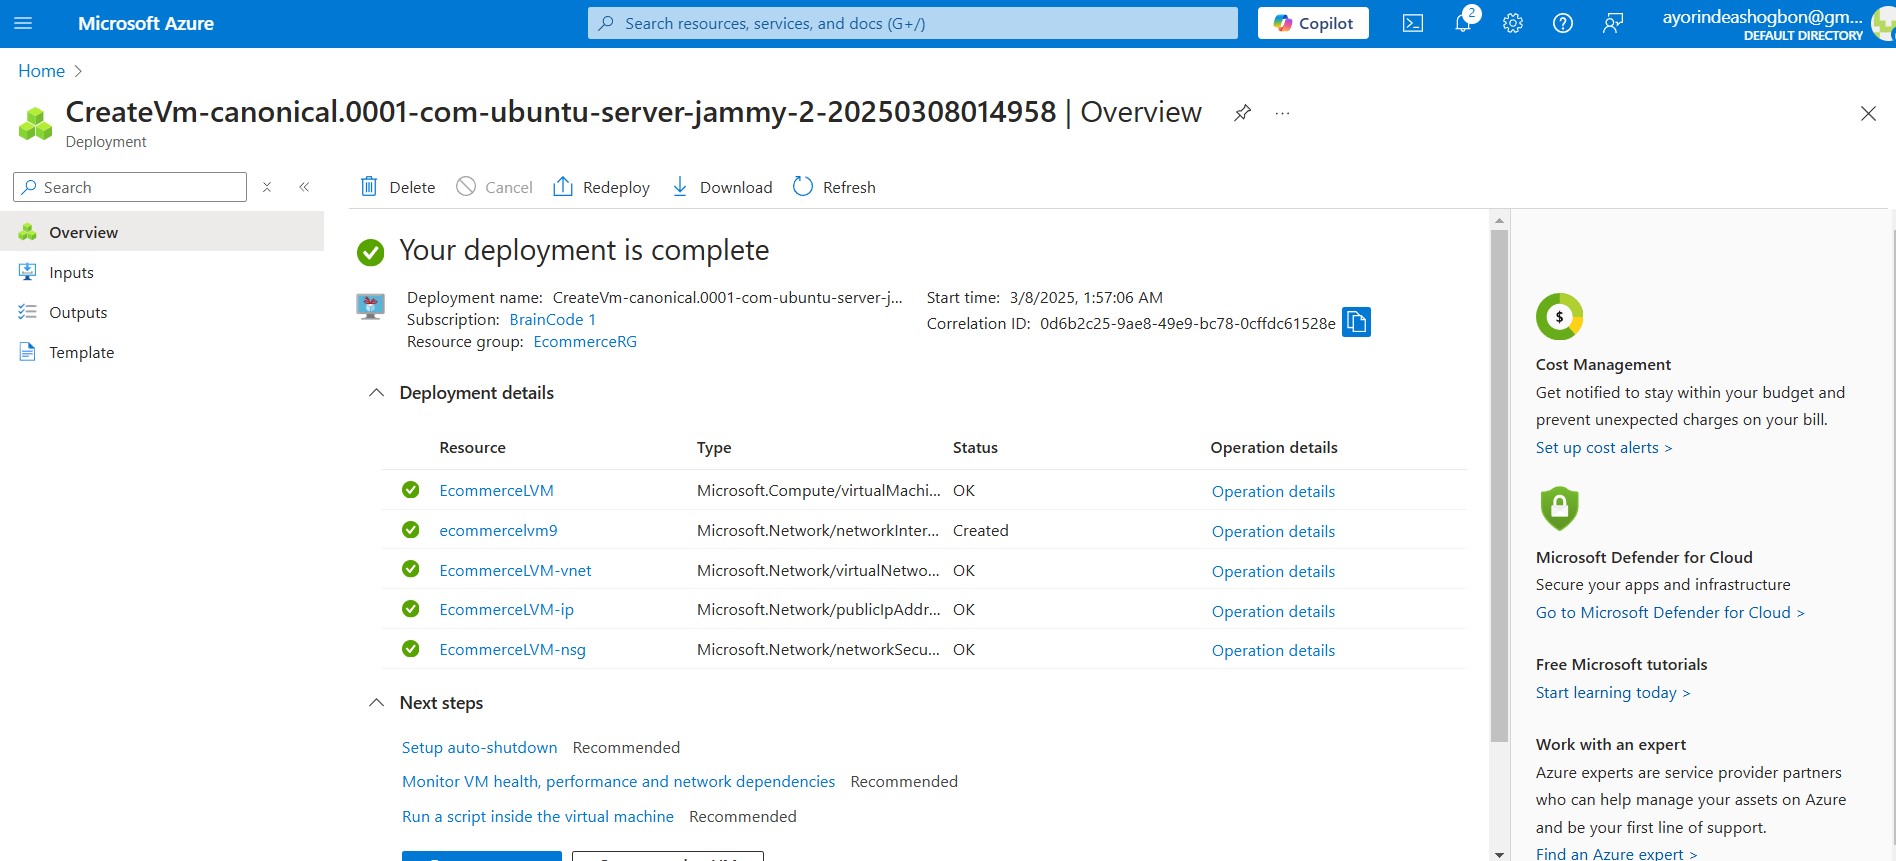 Microsoft Azure
Search resources, services, and docs (G+/)
Copilot
2
ayorindeashogbon@gm...
DEFAULT DIRECTORY
Home
CreateVm-canonical.0001-com-ubuntu-server-jammy-2-20250308014958 | Overview
...
Deployment
Search
Delete
Cancel
Redeploy
Download
Refresh
Overview
Inputs
Outputs
Template
Your deployment is complete
Deployment name: CreateVm-canonical.0001-com-ubuntu-server-j...
Subscription: BrainCode 1
Resource group: EcommerceRG
Start time: 3/8/2025, 1:57:06 AM
Correlation ID: 0d6b2c25-9ae8-49e9-bc78-0cffdc61528e
Deployment details
Resource Type Status Operation details
EcommerceLVM Microsoft.Compute/virtualMachi... OK Operation details
ecommercelvm9 Microsoft.Network/networkInter... Created Operation details
EcommerceLVM-vnet Microsoft.Network/virtualNetwo... OK Operation details
EcommerceLVM-ip Microsoft.Network/publicIpAddr... OK Operation details
EcommerceLVM-nsg Microsoft.Network/networkSecu... OK Operation details
Next steps
Setup auto-shutdown Recommended
Monitor VM health, performance and network dependencies Recommended
Run a script inside the virtual machine Recommended
$
Cost Management
Get notified to stay within your budget and
prevent unexpected charges on your bill.
Set up cost alerts >
Microsoft Defender for Cloud
Secure your apps and infrastructure
Go to Microsoft Defender for Cloud >
Free Microsoft tutorials
Start learning today >
Work with an expert
Azure experts are service provider partners
who can help manage your assets on Azure
and be your first line of support.
Find an Azure expert >